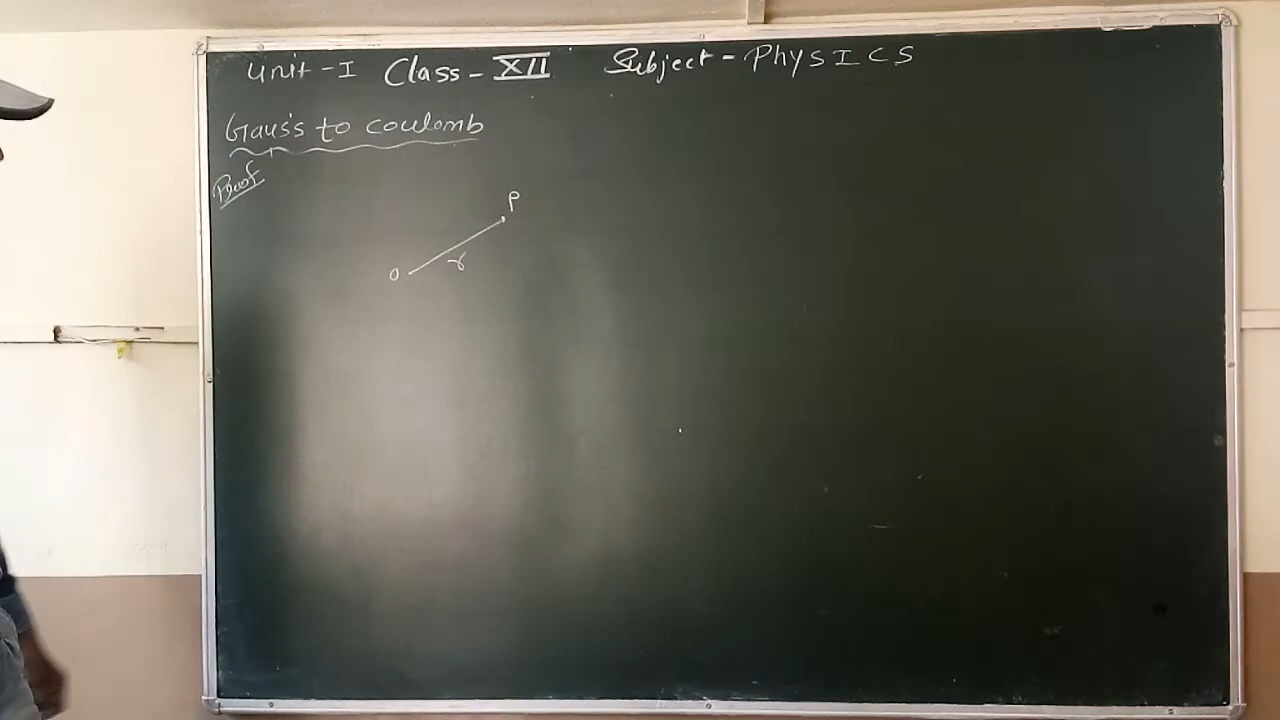 Unit - I Class - XII Subject - PhySICS
Gauss to coulomb
Proof
P
r
O